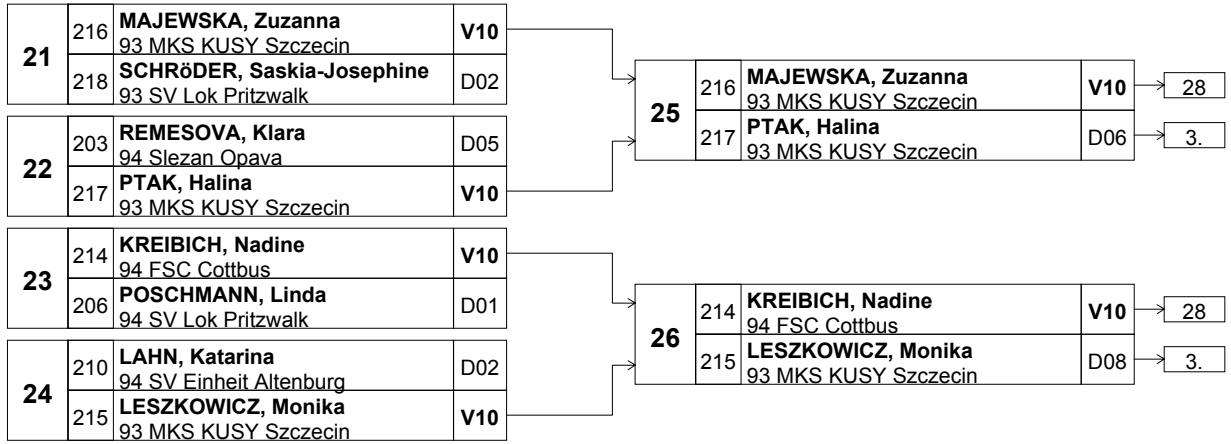 21
216 MAJEWSKA, Zuzanna V10
93 MKS KUSY Szczecin
218 SCHRöDER, Saskia-Josephine D02
93 SV Lok Pritzwalk
22
203 REMESOVA, Klara D05
94 Slezan Opava
217 PTAK, Halina V10
93 MKS KUSY Szczecin
23
214 KREIBICH, Nadine V10
94 FSC Cottbus
206 POSCHMANN, Linda D01
94 SV Lok Pritzwalk
24
210 LAHN, Katarina D02
94 SV Einheit Altenburg
215 LESZKOWICZ, Monika V10
93 MKS KUSY Szczecin
25
216 MAJEWSKA, Zuzanna V10 28
93 MKS KUSY Szczecin
217 PTAK, Halina D06 3.
93 MKS KUSY Szczecin
26
214 KREIBICH, Nadine V10 28
94 FSC Cottbus
215 LESZKOWICZ, Monika D08 3.
93 MKS KUSY Szczecin